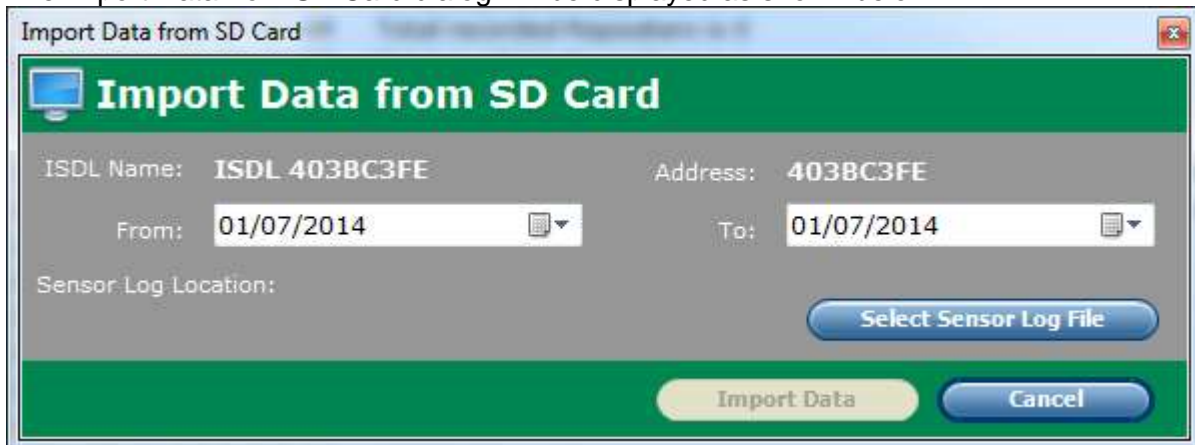 Import Data from SD Card
Import Data from SD Card
ISDL Name: ISDL 403BC3FE Address: 403BC3FE
From: 01/07/2014 To: 01/07/2014
Sensor Log Location:
Select Sensor Log File
Import Data Cancel